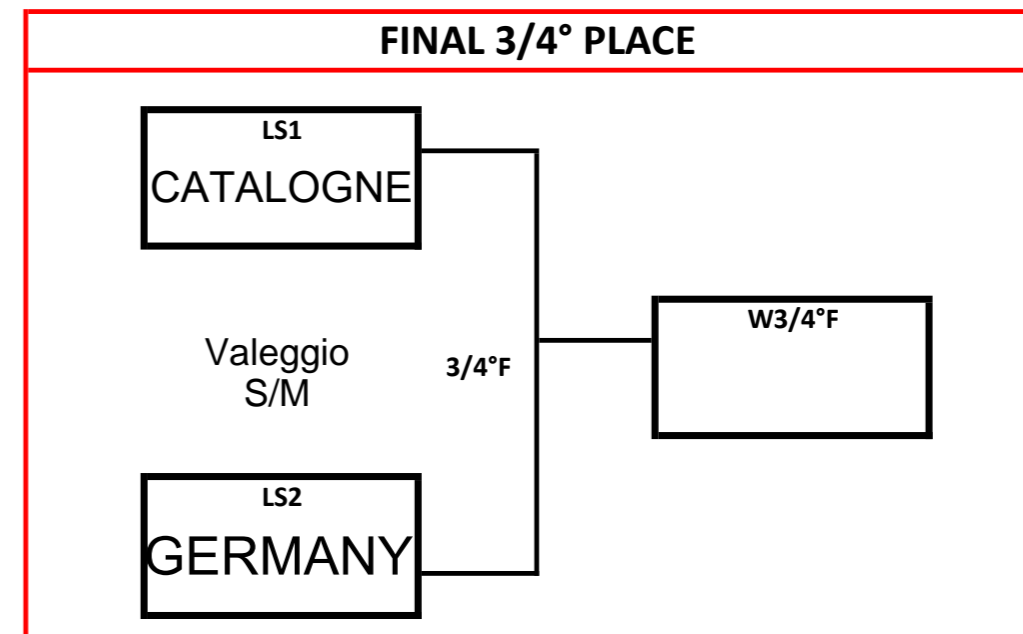 FINAL 3/4° PLACE
LS1
CATALOGNE
Valeggio
S/M
3/4°F
W3/4°F
LS2
GERMANY